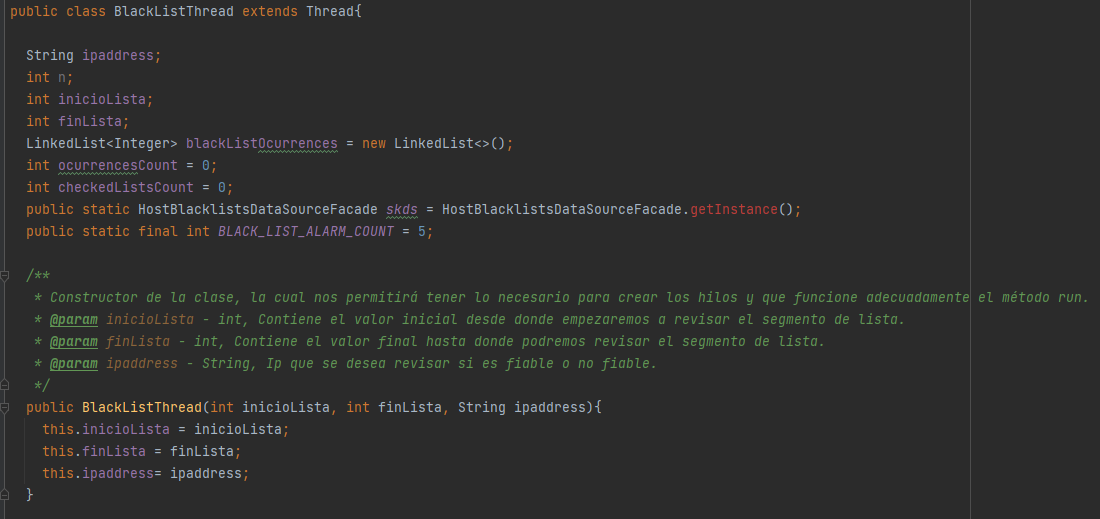 public class BlackListThread extends Thread{
String ipaddress;
int n;
int inicioLista;
int finLista;
LinkedList<Integer> blackListOcurrences = new LinkedList<>();
int ocurrencesCount = 0;
int checkedListsCount = 0;
public static HostBlacklistsDataSourceFacade skds = HostBlacklistsDataSourceFacade.getInstance();
public static final int BLACK_LIST_ALARM_COUNT = 5;
/**
* Constructor de la clase, la cual nos permitirá tener lo necesario para crear los hilos y que funcione adecuadamente el método run.
* @param inicioLista - int, Contiene el valor inicial desde donde empezaremos a revisar el segmento de lista.
* @param finLista - int, Contiene el valor final hasta donde podremos revisar el segmento de lista.
* @param ipaddress - String, Ip que se desea revisar si es fiable o no fiable.
*/
public BlackListThread(int inicioLista, int finLista, String ipaddress){
this.inicioLista = inicioLista;
this.finLista = finLista;
this.ipaddress= ipaddress;
}